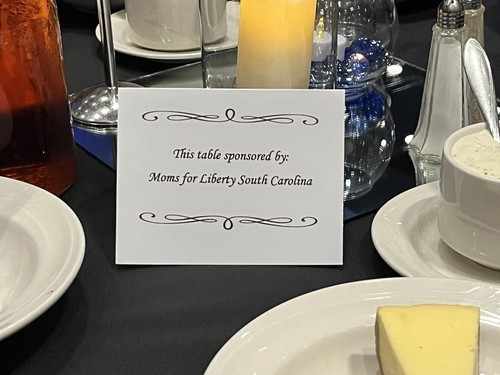 This table sponsored by:
Moms for Liberty South Carolina